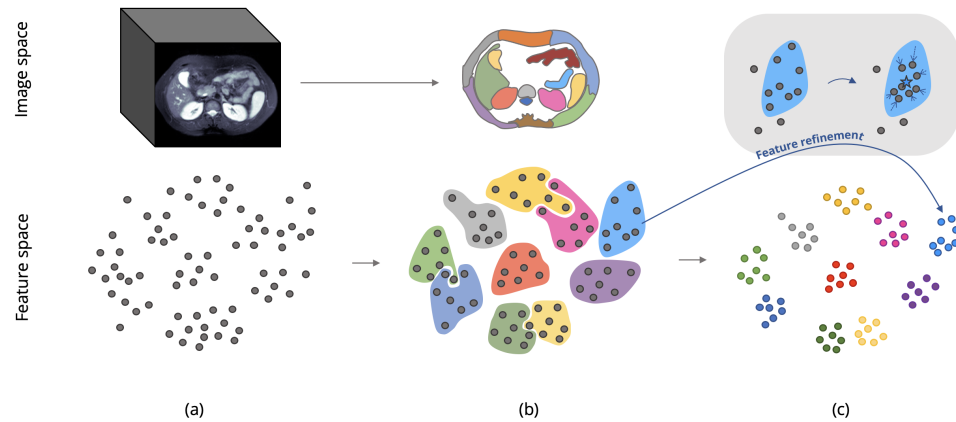 Image space
Feature refinement
Feature space
(a)
(b)
(c)